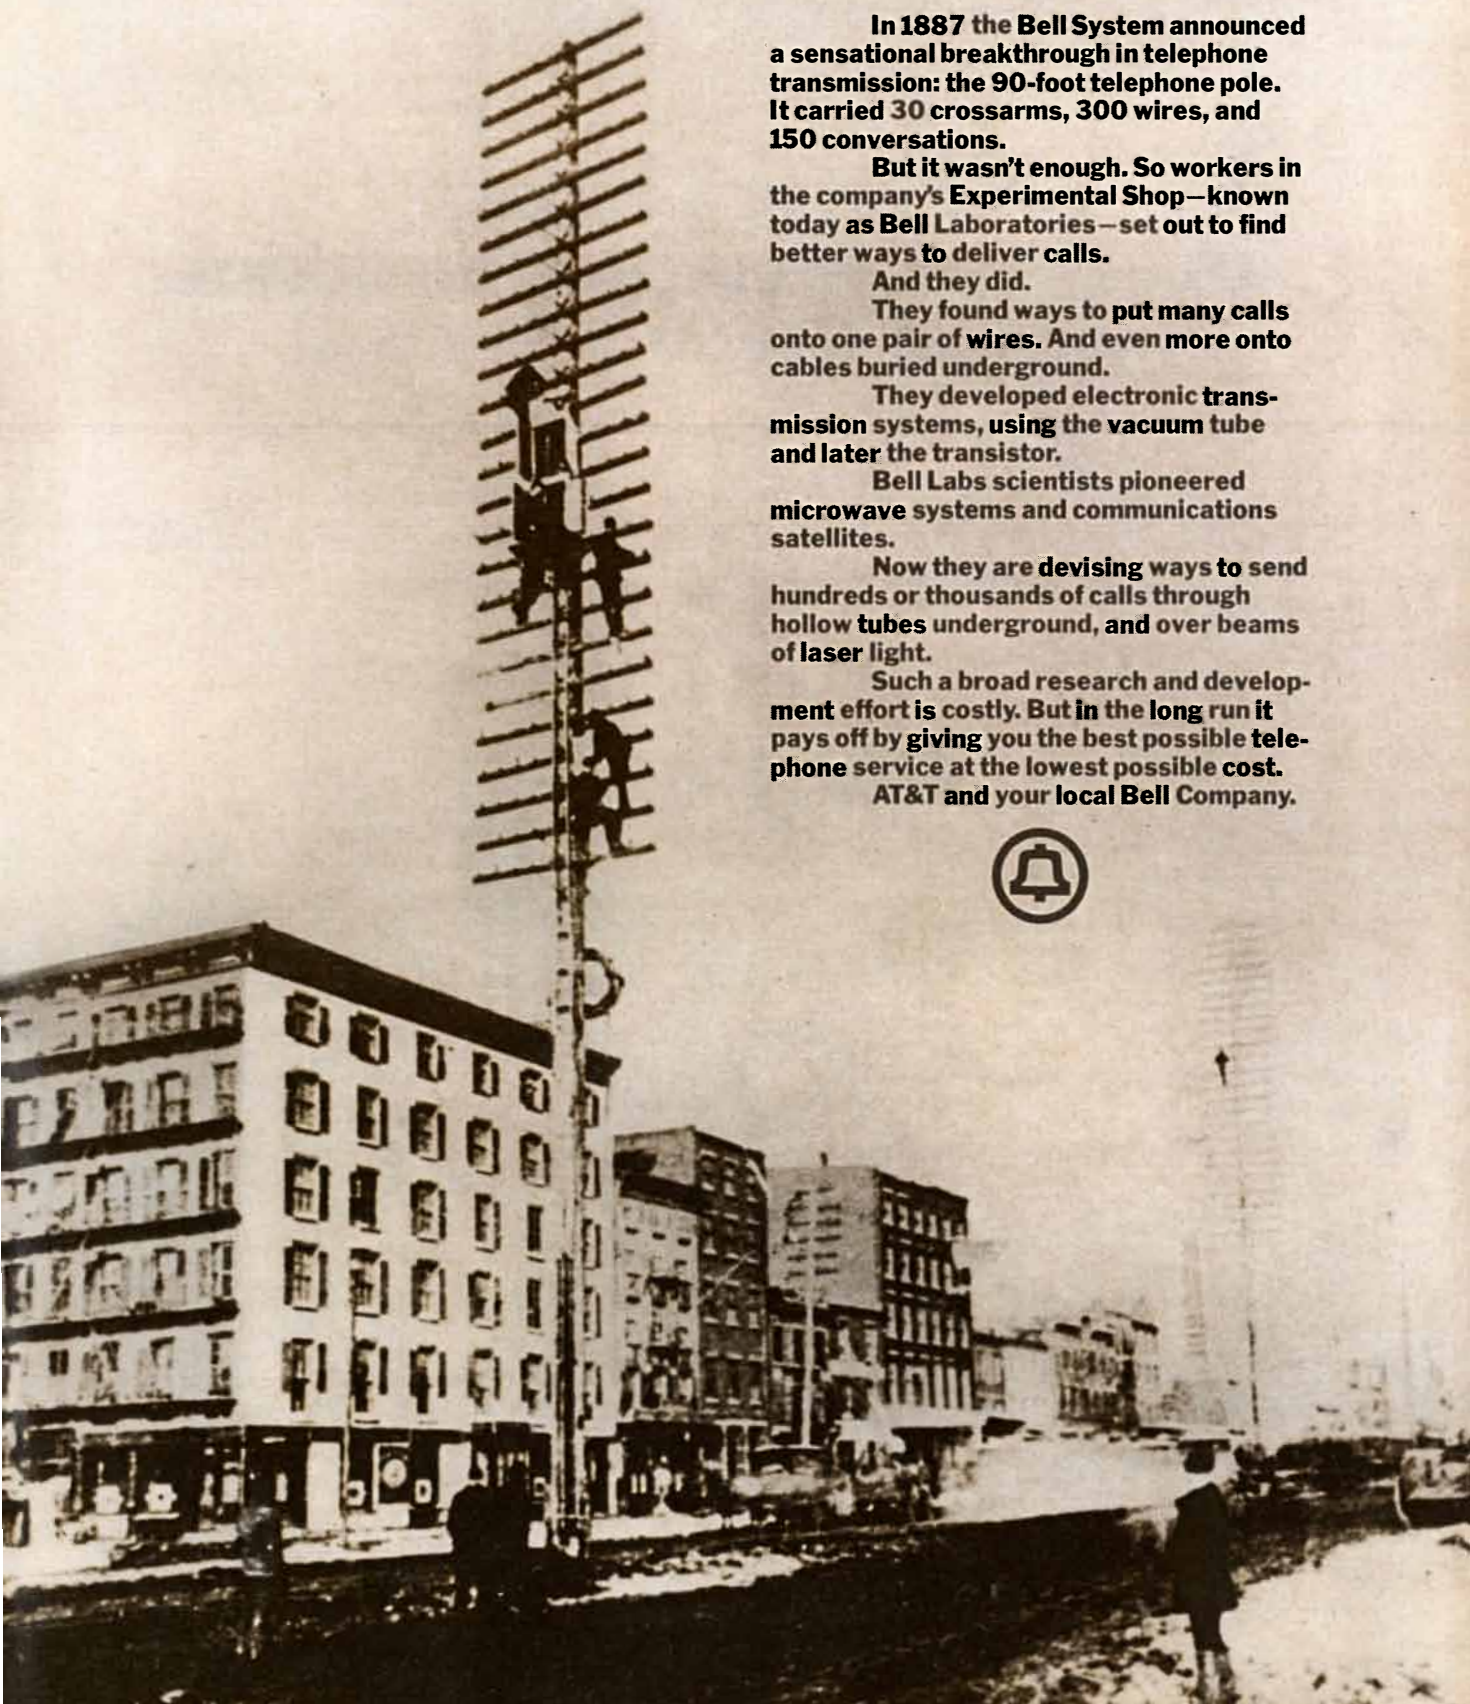 In 1887 the Bell System announced
a sensational breakthrough in telephone
transmission: the 90-foot telephone pole.
It carried 30 crossarms, 300 wires, and
150 conversations.
But it wasn't enough. So workers in
the company's Experimental Shop—known
today as Bell Laboratories—set out to find
better ways to deliver calls.
And they did.
They found ways to put many calls
onto one pair of wires. And even more onto
cables buried underground.
They developed electronic trans-
mission systems, using the vacuum tube
and later the transistor.
Bell Labs scientists pioneered
microwave systems and communications
satellites.
Now they are devising ways to send
hundreds or thousands of calls through
hollow tubes underground, and over beams
of laser light.
Such a broad research and develop-
ment effort is costly. But in the long run it
pays off by giving you the best possible tele-
phone service at the lowest possible cost.
AT&T and your local Bell Company.